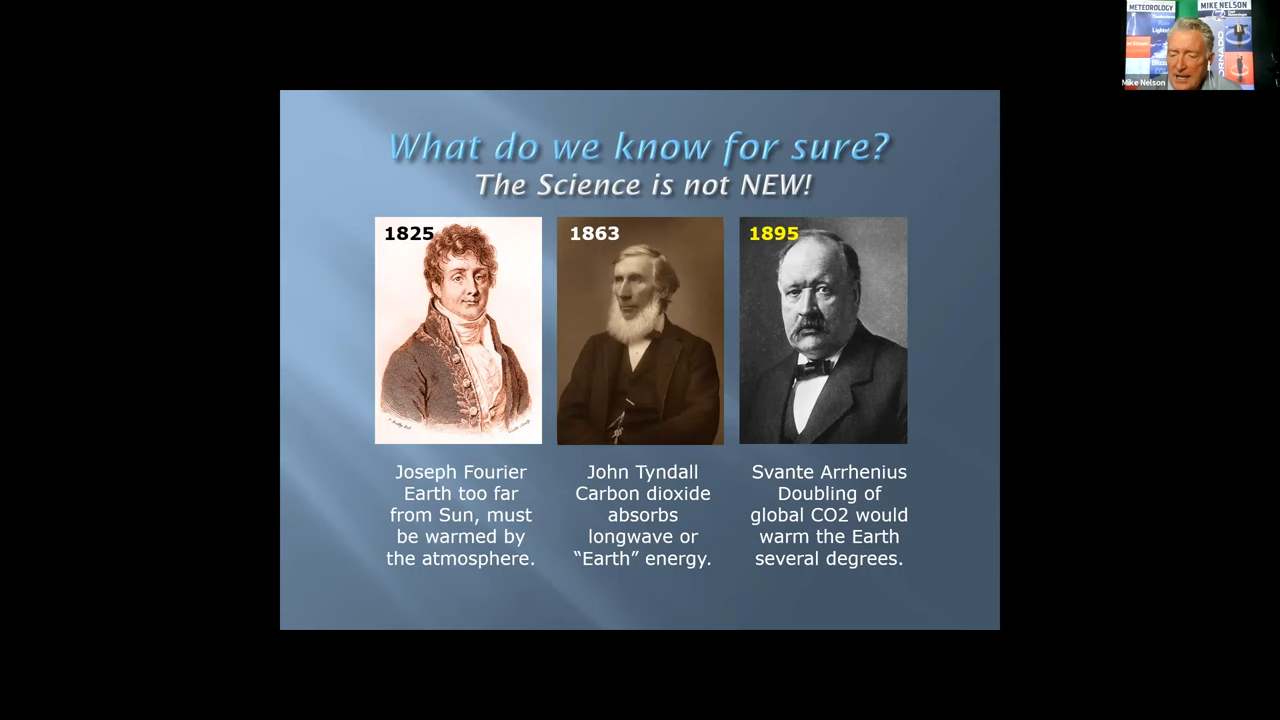 METEOROLOGY
MIKE NELSON
Mike Nelson
What do we know for sure?
The Science is not NEW!
1825
1863
1895
Joseph Fourier
Earth too far
from Sun, must
be warmed by
the atmosphere.
John Tyndall
Carbon dioxide
absorbs
longwave or
“Earth” energy.
Svante Arrhenius
Doubling of
global CO2 would
warm the Earth
several degrees.